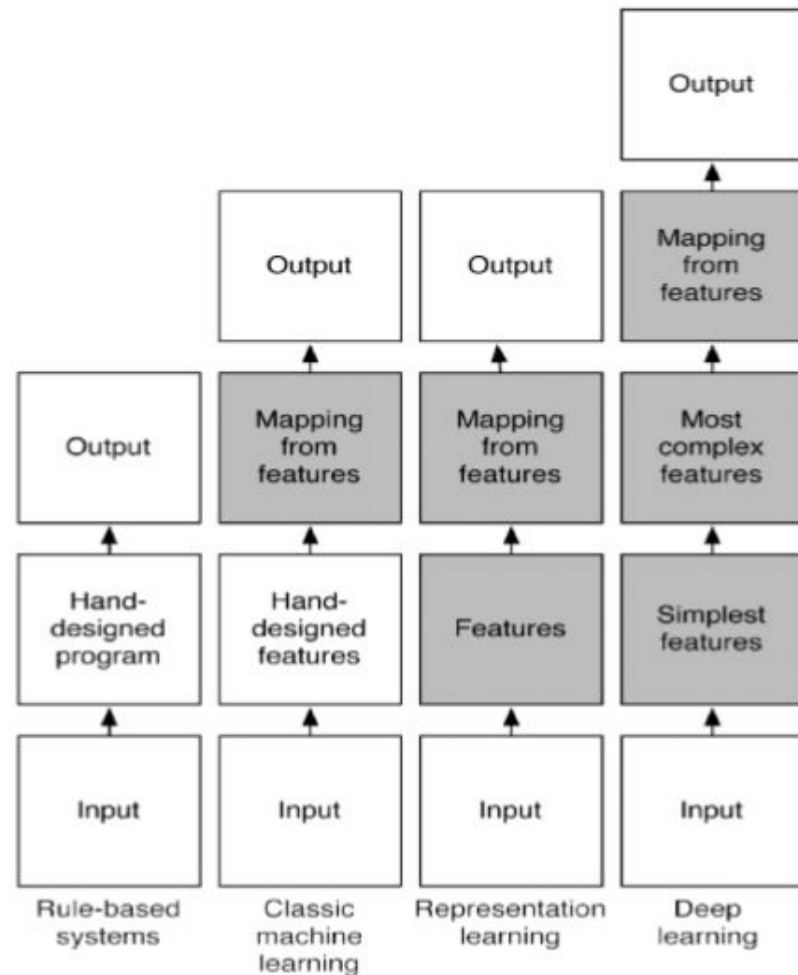 Output
Mapping
from
features
Output
Output
Most
complex
features
Mapping
from
features
Mapping
from
features
Output
Simplest
features
Features
Hand-
designed
features
Hand-
designed
program
Input
Input
Input
Input
Rule-based
systems
Classic
machine
learning
Representation
learning
Deep
learning